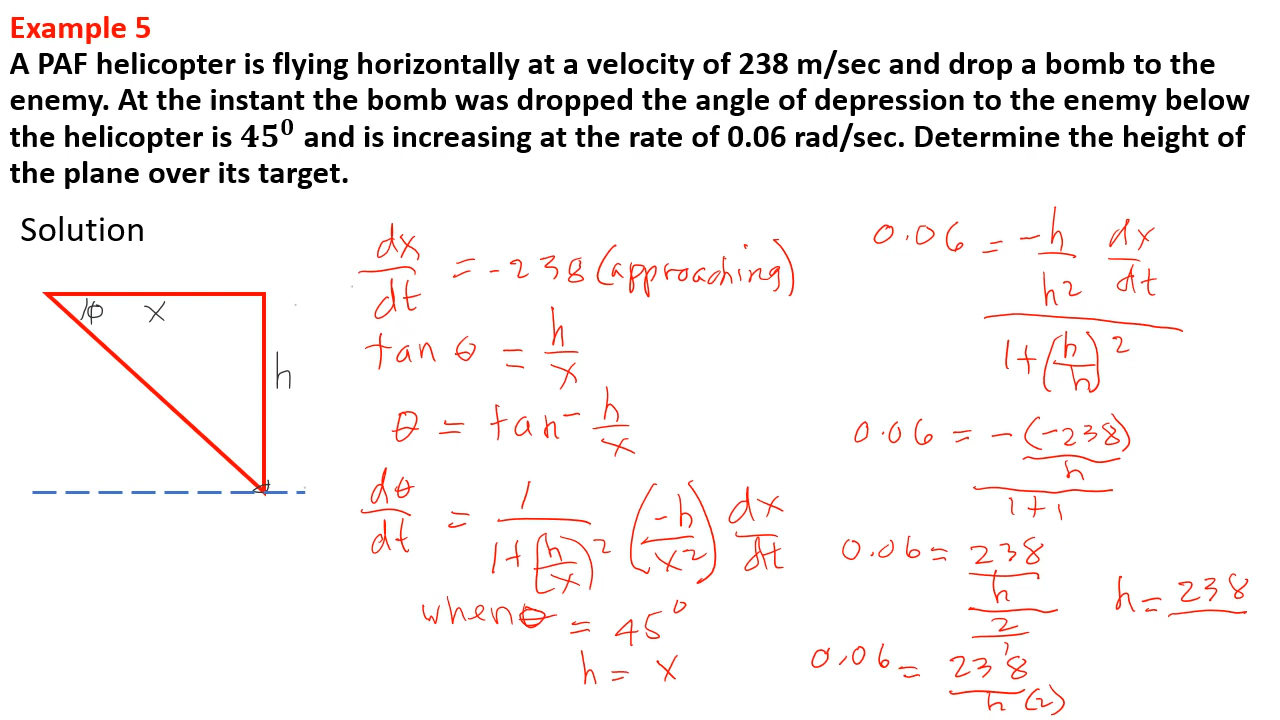 Example 5
A PAF helicopter is flying horizontally at a velocity of 238 m/sec and drop a bomb to the
enemy. At the instant the bomb was dropped the angle of depression to the enemy below
the helicopter is 45⁰ and is increasing at the rate of 0.06 rad/sec. Determine the height of
the plane over its target.
Solution
x
h
dx/dt = -238 (approaching)
tan θ = h/x
θ = tan⁻ h/x
dθ/dt = 1/(1+(h/x)²) (-h/x²) dx/dt
when θ = 45⁰
h = x
0.06 = (-h/h² dx/dt)/(1+(h/h)²)
0.06 = (-(-238)/h)/(1+1)
0.06 = (238/h)/2
0.06 = 238/h(2)
h = 238